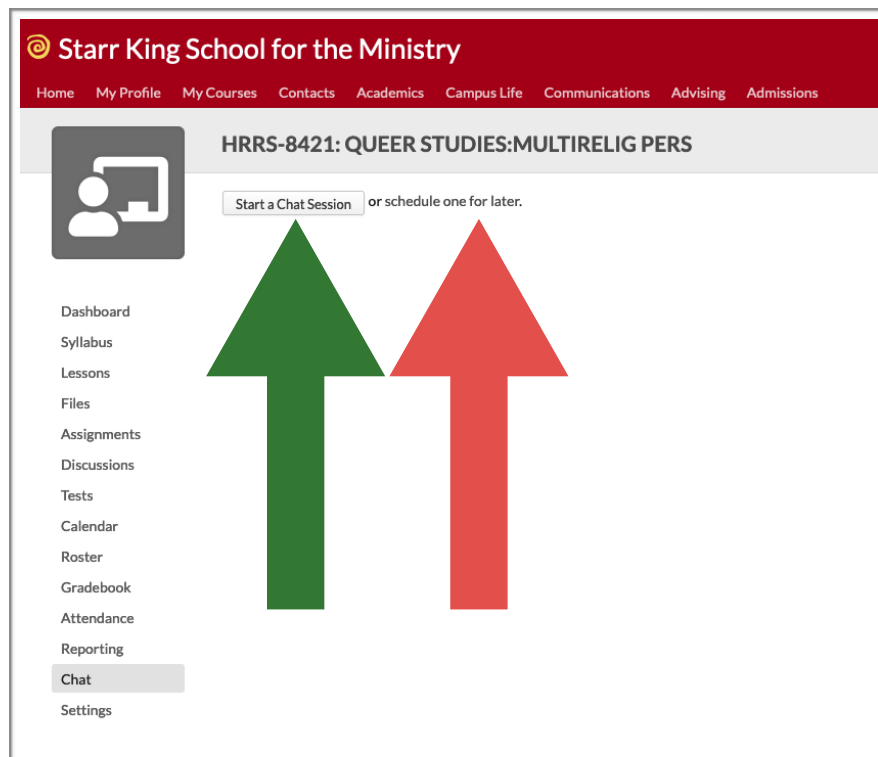 Starr King School for the Ministry
Home My Profile My Courses Contacts Academics Campus Life Communications Advising Admissions
HRRS-8421: QUEER STUDIES:MULTIRELIG PERS
Start a Chat Session or schedule one for later.
Dashboard
Syllabus
Lessons
Files
Assignments
Discussions
Tests
Calendar
Roster
Gradebook
Attendance
Reporting
Chat
Settings